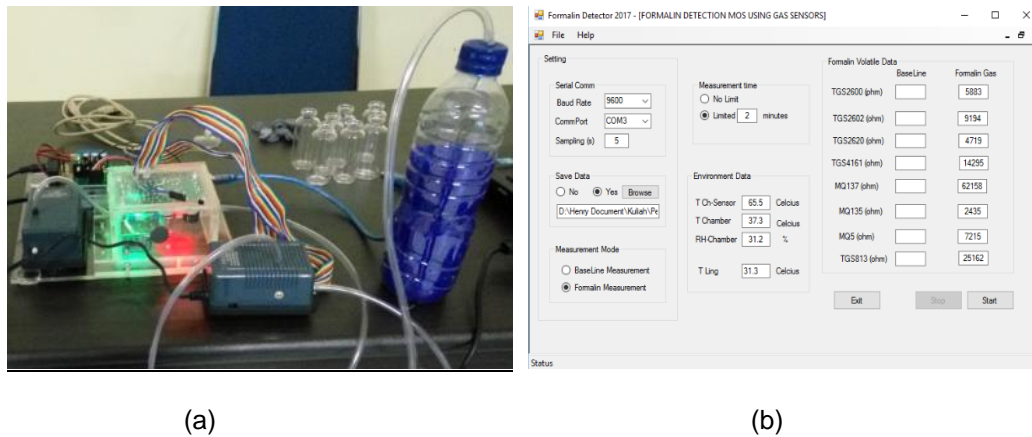 Formalin Detector 2017 - [FORMALIN DETECTION MOS USING GAS SENSORS]
File Help
Setting
Serial Comm
Baud Rate 9600
CommPort COM3
Sampling (s) 5
Save Data
No Yes Browse
D:\Henry Document\Kuliah\Pe
Measurement Mode
BaseLine Measurement
Formalin Measurement
Measurement time
No Limit
Limited 2 minutes
Environment Data
T Ch-Sensor 65.5 Celcius
T Chamber 37.3 Celcius
RH-Chamber 31.2 %
T Ling 31.3 Celcius
Formalin Volatile Data
BaseLine Formalin Gas
TGS2600 (ohm) 5883
TGS2602 (ohm) 9194
TGS2620 (ohm) 4719
TGS4161 (ohm) 14295
MQ137 (ohm) 62158
MQ135 (ohm) 2435
MQ5 (ohm) 7215
TGS813 (ohm) 25162
Exit Stop Start
Status
(a) (b)